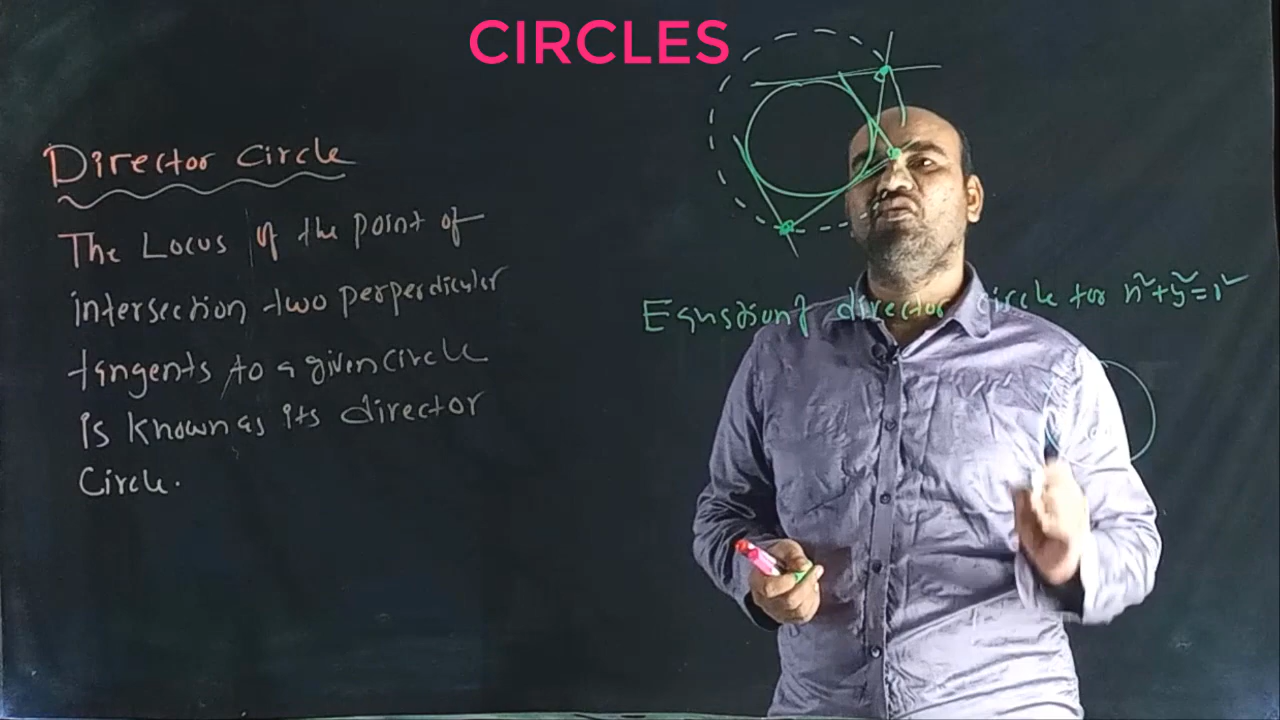 CIRCLES
Director Circle
The Locus of the point of
intersection two perperdicular
tangents to a given circle
is known as its director
Circle.
Equation of director circle for x²+y²=r²